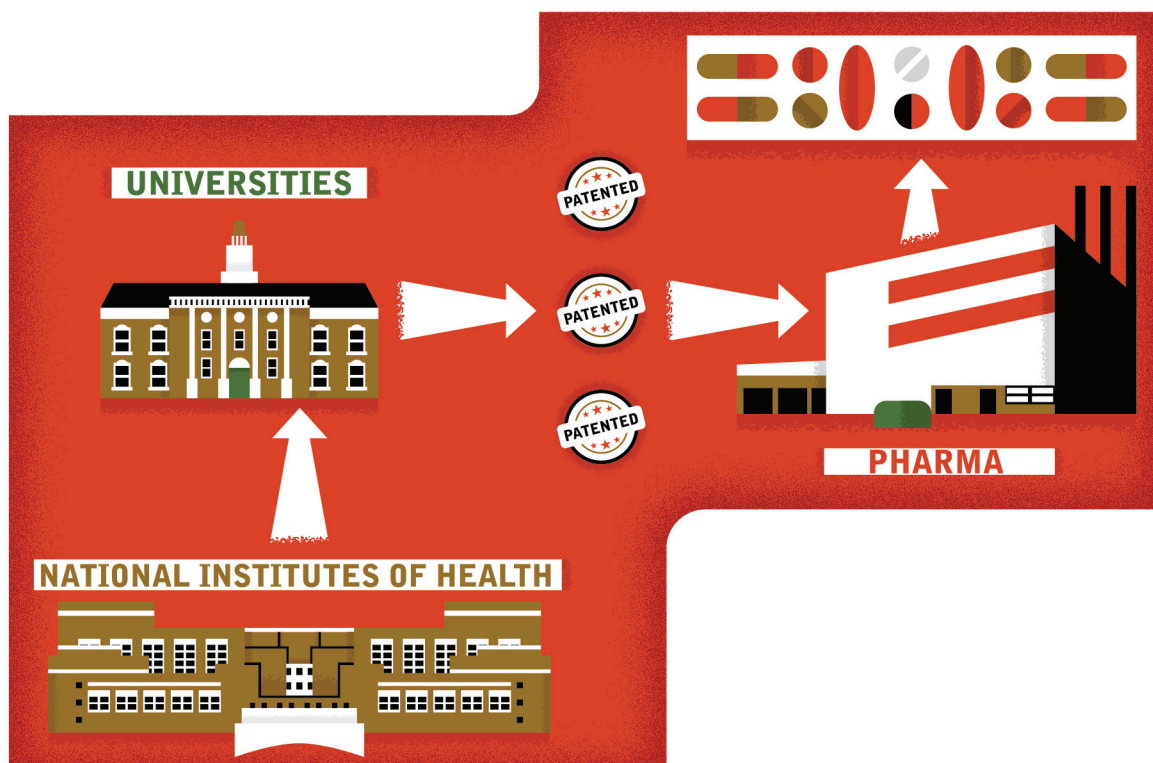 UNIVERSITIES
PATENTED
PATENTED
PATENTED
PHARMA
NATIONAL INSTITUTES OF HEALTH